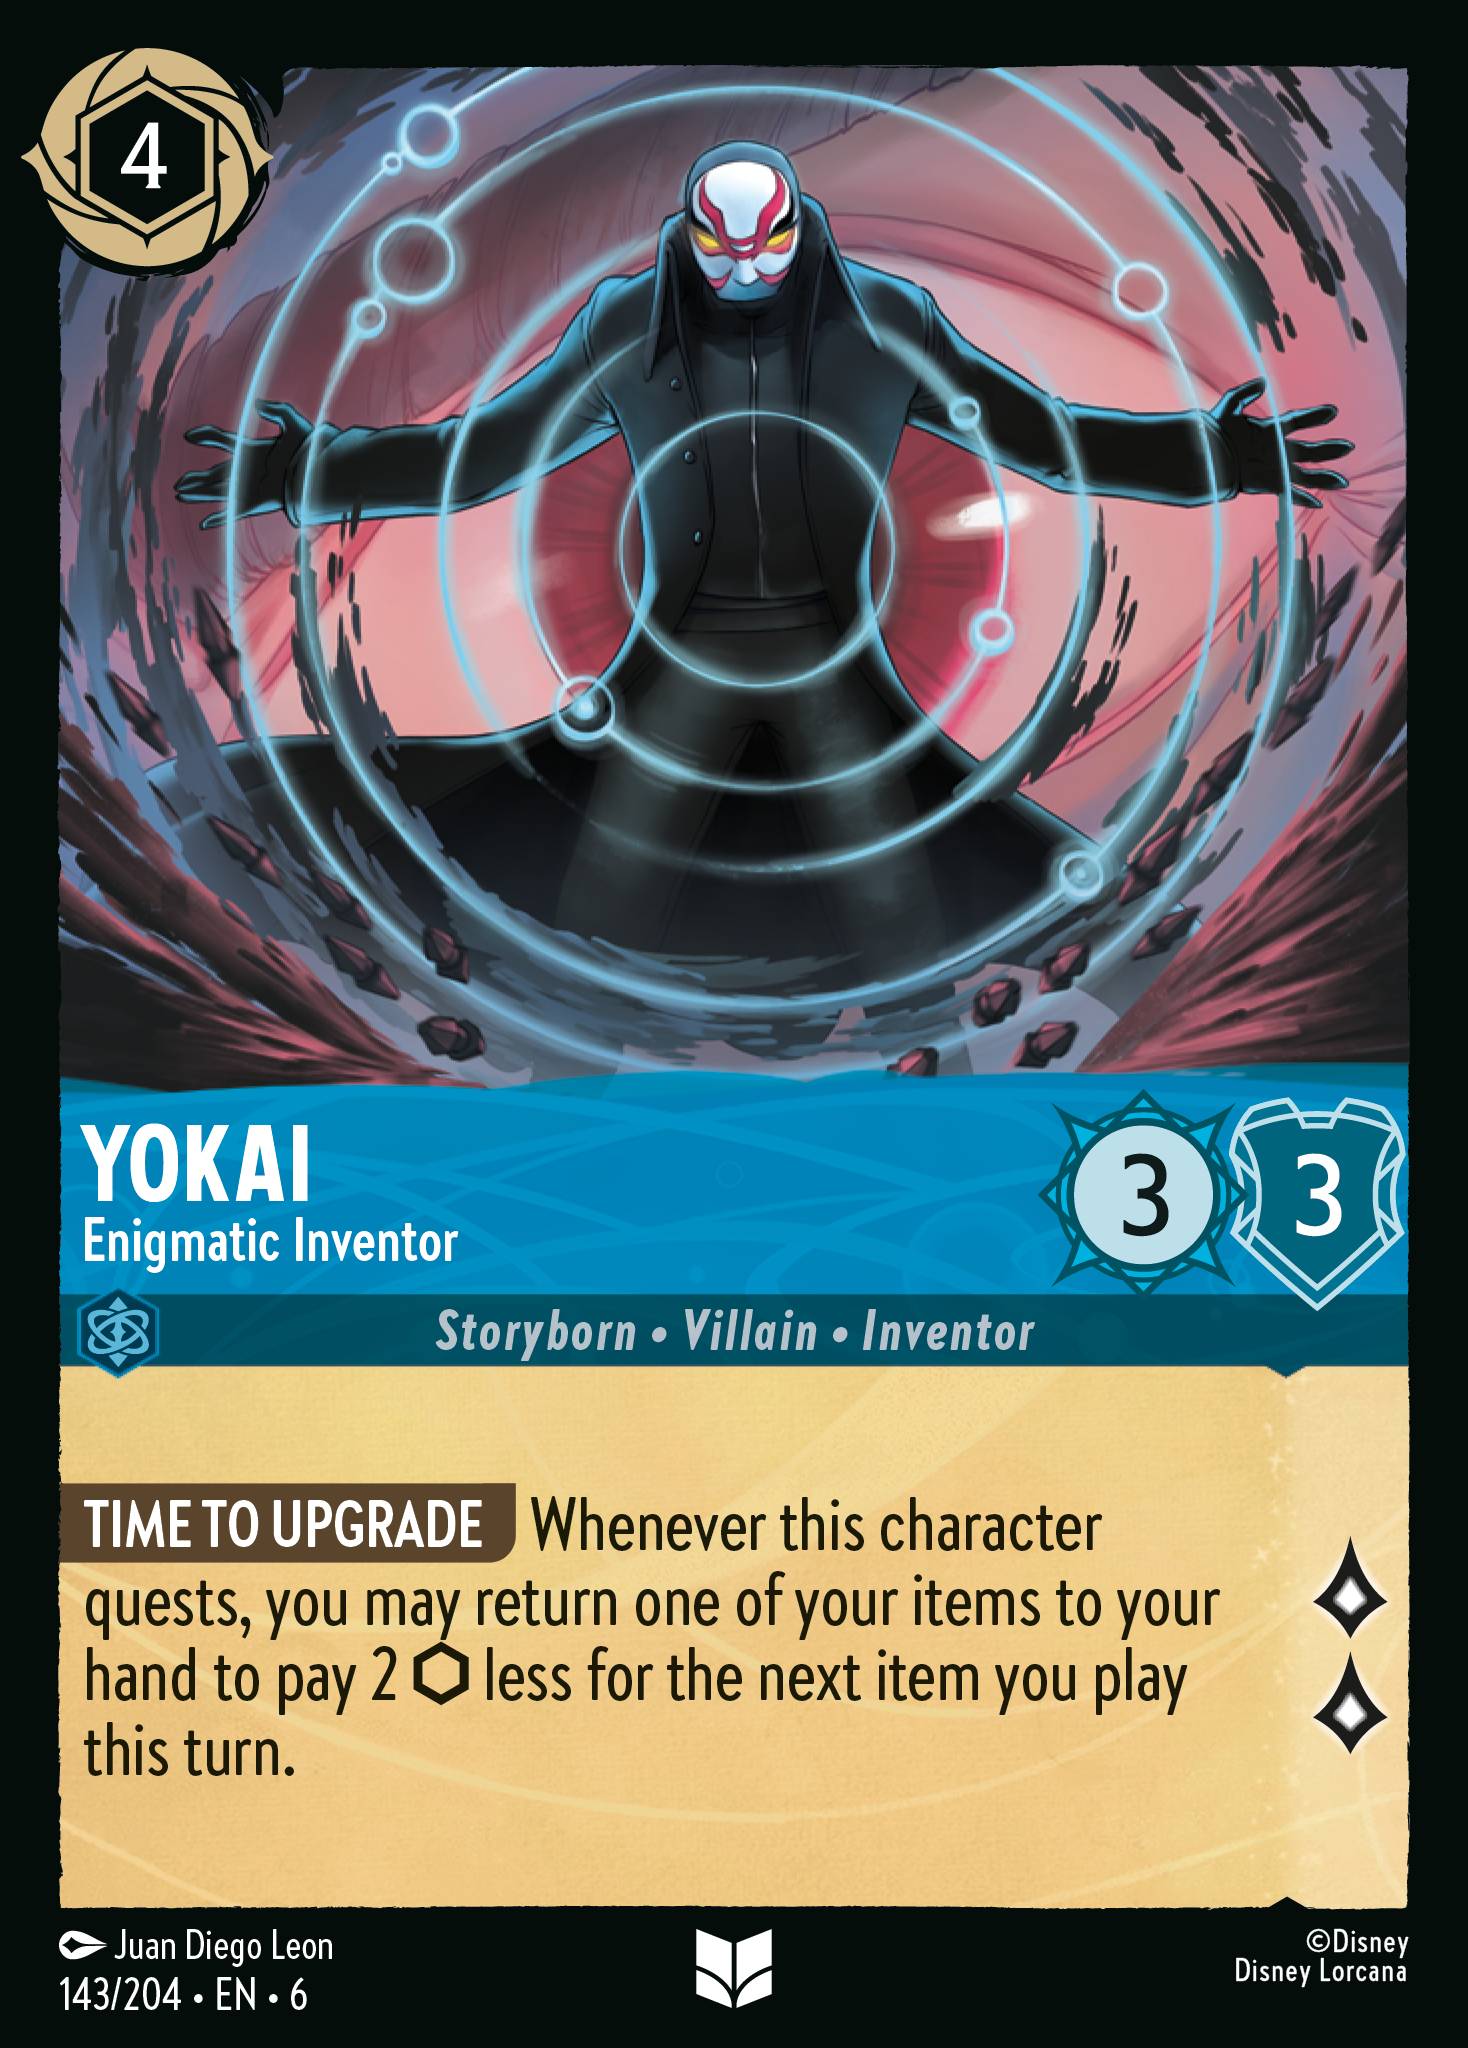 4
YOKAI
Enigmatic Inventor
3 3
Storyborn • Villain • Inventor
TIME TO UPGRADE Whenever this character
quests, you may return one of your items to your
hand to pay 2 ⬡ less for the next item you play
this turn.
Juan Diego Leon
143/204 • EN • 6
©Disney
Disney Lorcana